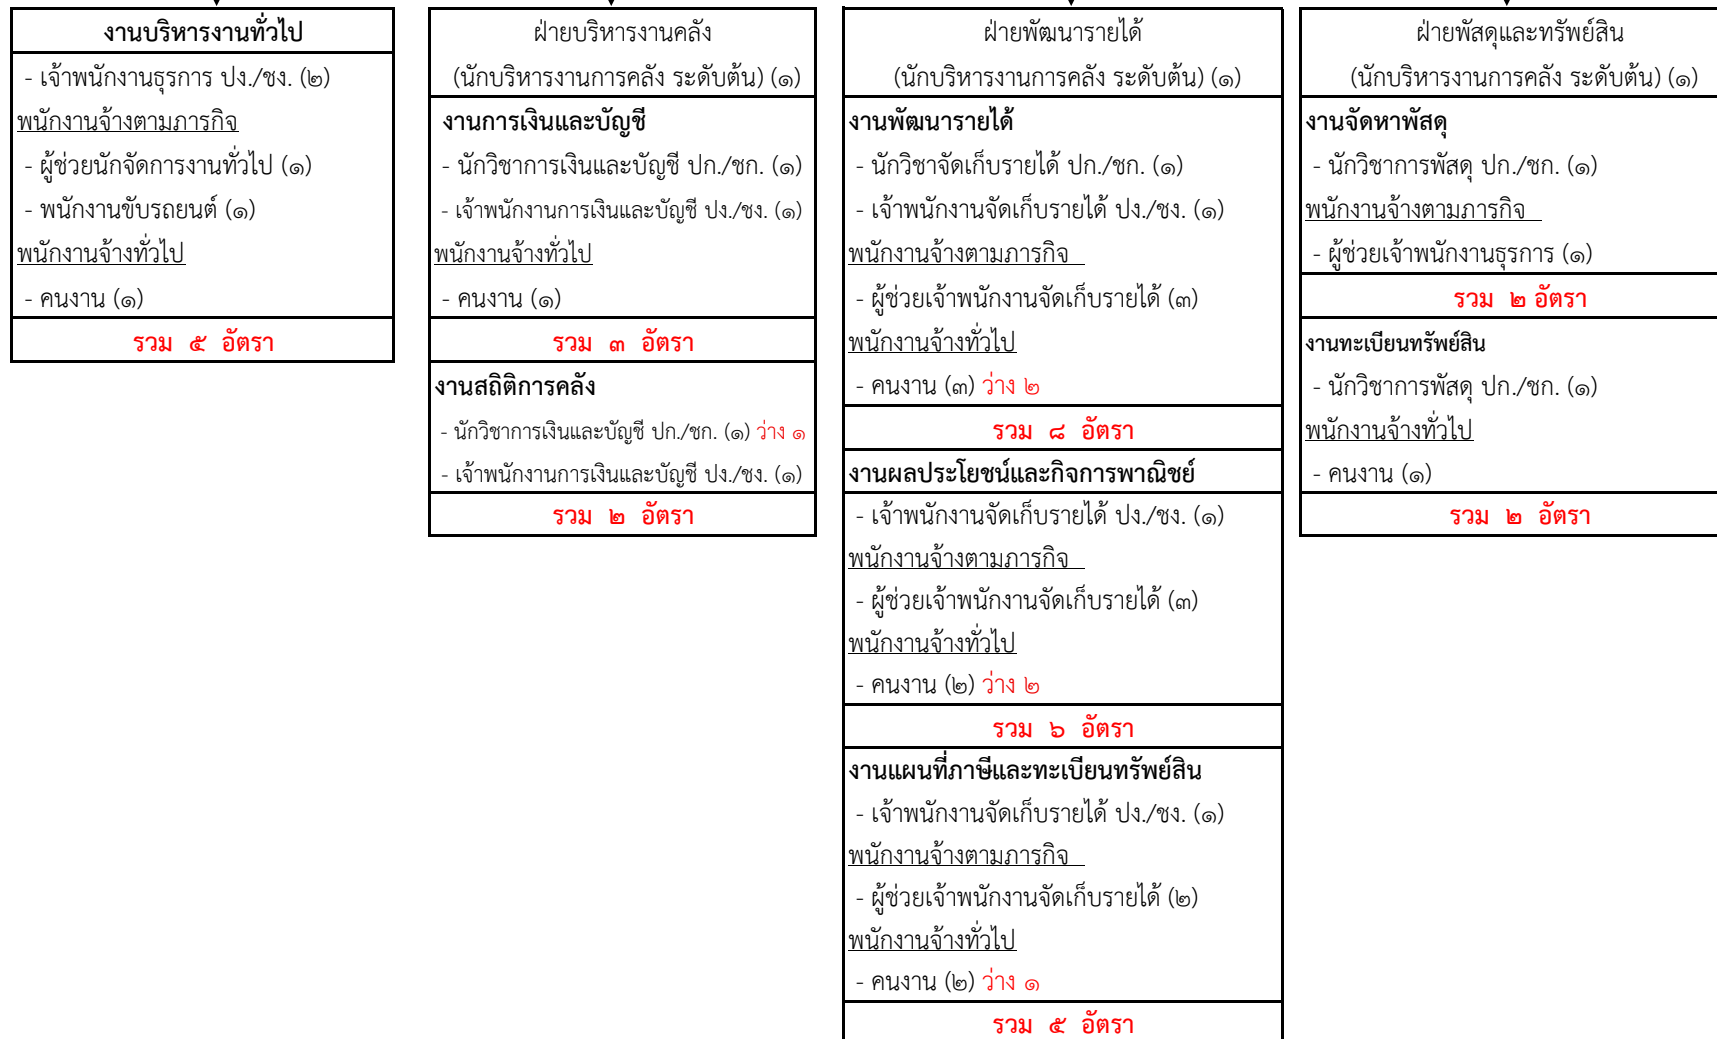 งานบริหารงานทั่วไป
- เจ้าพนักงานธุรการ ปง./ชง. (๒)
พนักงานจ้างตามภารกิจ
- ผู้ช่วยนักจัดการงานทั่วไป (๑)
- พนักงานขับรถยนต์ (๑)
พนักงานจ้างทั่วไป
- คนงาน (๑)
รวม ๕ อัตรา
ฝ่ายบริหารงานคลัง
(นักบริหารงานการคลัง ระดับต้น) (๑)
งานการเงินและบัญชี
- นักวิชาการเงินและบัญชี ปก./ชก. (๑)
- เจ้าพนักงานการเงินและบัญชี ปง./ชง. (๑)
พนักงานจ้างทั่วไป
- คนงาน (๑)
รวม ๓ อัตรา
งานสถิติการคลัง
- นักวิชาการเงินและบัญชี ปก./ชก. (๑) ว่าง ๑
- เจ้าพนักงานการเงินและบัญชี ปง./ชง. (๑)
รวม ๒ อัตรา
ฝ่ายพัฒนารายได้
(นักบริหารงานการคลัง ระดับต้น) (๑)
งานพัฒนารายได้
- นักวิชาจัดเก็บรายได้ ปก./ชก. (๑)
- เจ้าพนักงานจัดเก็บรายได้ ปง./ชง. (๑)
พนักงานจ้างตามภารกิจ
- ผู้ช่วยเจ้าพนักงานจัดเก็บรายได้ (๓)
พนักงานจ้างทั่วไป
- คนงาน (๓) ว่าง ๒
รวม ๘ อัตรา
งานผลประโยชน์และกิจการพาณิชย์
- เจ้าพนักงานจัดเก็บรายได้ ปง./ชง. (๑)
พนักงานจ้างตามภารกิจ
- ผู้ช่วยเจ้าพนักงานจัดเก็บรายได้ (๓)
พนักงานจ้างทั่วไป
- คนงาน (๒) ว่าง ๒
รวม ๖ อัตรา
งานแผนที่ภาษีและทะเบียนทรัพย์สิน
- เจ้าพนักงานจัดเก็บรายได้ ปง./ชง. (๑)
พนักงานจ้างตามภารกิจ
- ผู้ช่วยเจ้าพนักงานจัดเก็บรายได้ (๒)
พนักงานจ้างทั่วไป
- คนงาน (๒) ว่าง ๑
รวม ๕ อัตรา
ฝ่ายพัสดุและทรัพย์สิน
(นักบริหารงานการคลัง ระดับต้น) (๑)
งานจัดหาพัสดุ
- นักวิชาการพัสดุ ปก./ชก. (๑)
พนักงานจ้างตามภารกิจ
- ผู้ช่วยเจ้าพนักงานธุรการ (๑)
รวม ๒ อัตรา
งานทะเบียนทรัพย์สิน
- นักวิชาการพัสดุ ปก./ชก. (๑)
พนักงานจ้างทั่วไป
- คนงาน (๑)
รวม ๒ อัตรา